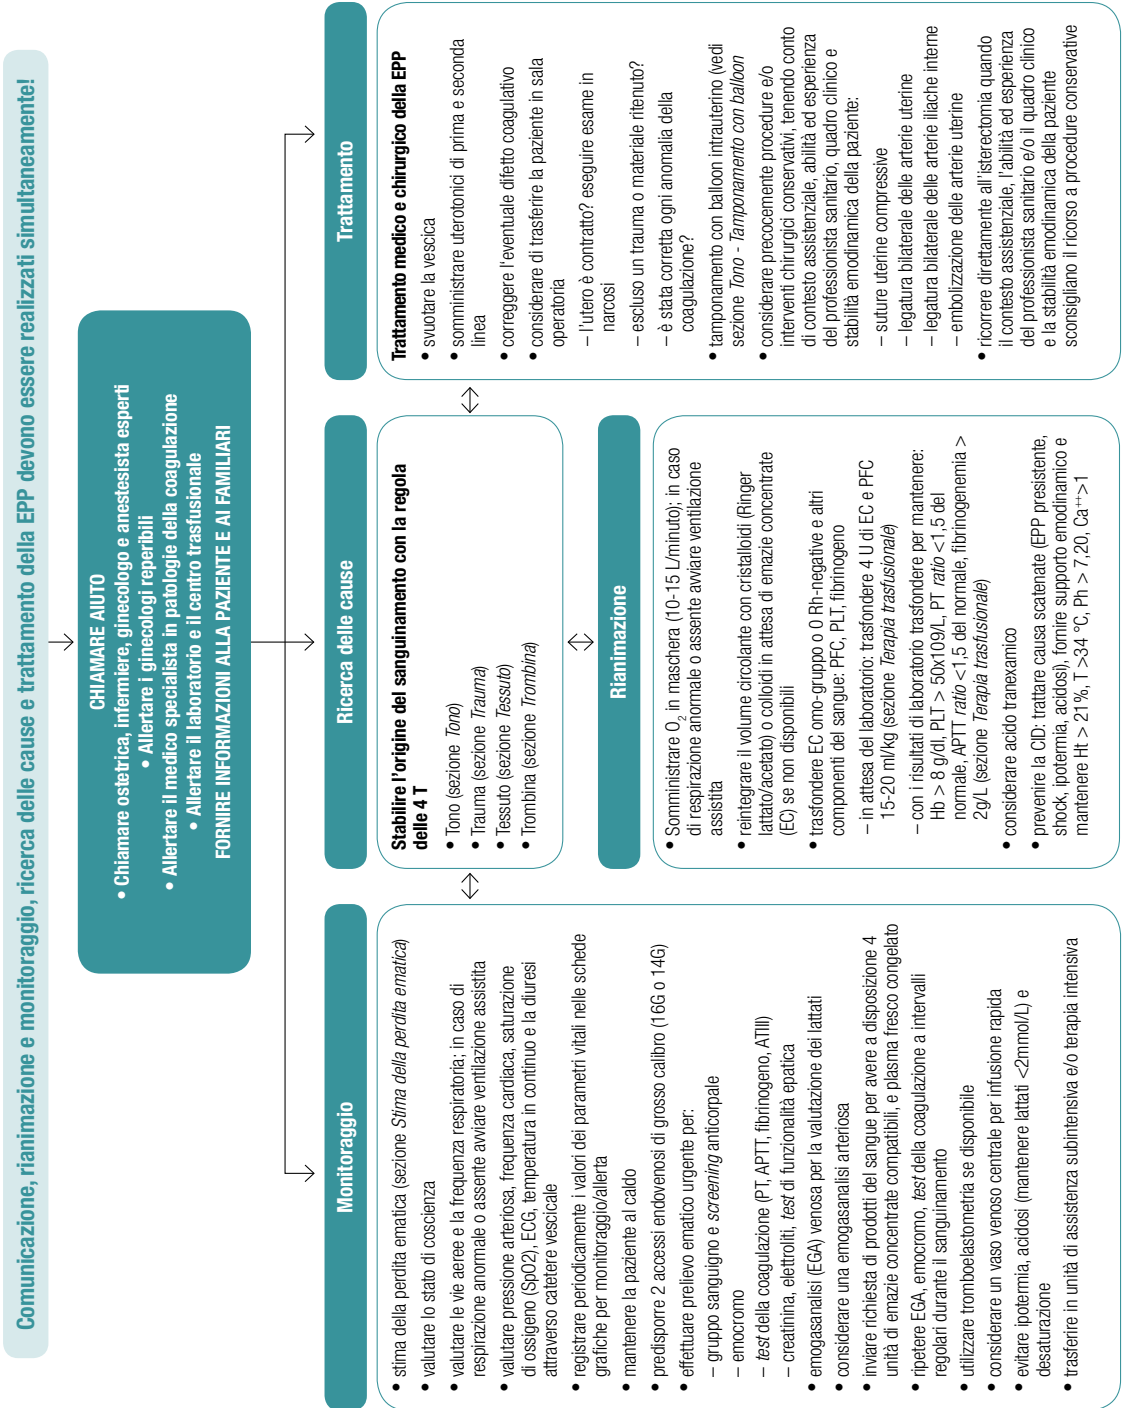 Comunicazione, rianimazione e monitoraggio, ricerca delle cause e trattamento della EPP devono essere realizzati simultaneamente!
CHIAMARE AIUTO
• Chiamare ostetrica, infermiere, ginecologo e anestesista esperti
• Allertare i ginecologi reperibili
• Allertare il medico specialista in patologie della coagulazione
• Allertare il laboratorio e il centro trasfusionale
FORNIRE INFORMAZIONI ALLA PAZIENTE E AI FAMILIARI
Monitoraggio
• stima della perdita ematica (sezione Stima della perdita ematica)
• valutare lo stato di coscienza
• valutare le vie aeree e la frequenza respiratoria; in caso di
respirazione anormale o assente avviare ventilazione assistita
• valutare pressione arteriosa, frequenza cardiaca, saturazione
di ossigeno (SpO2), ECG, temperatura in continuo e la diuresi
attraverso catetere vescicale
• registrare periodicamente i valori dei parametri vitali nelle schede
grafiche per monitoraggio/allerta
• mantenere la paziente al caldo
• predisporre 2 accessi endovenosi di grosso calibro (16G o 14G)
• effettuare prelievo ematico urgente per:
– gruppo sanguigno e screening anticorpale
– emocromo
– test della coagulazione (PT, APTT, fibrinogeno, ATIII)
– creatinina, elettroliti, test di funzionalità epatica
• emogasanalisi (EGA) venosa per la valutazione dei lattati
• considerare una emogasanalisi arteriosa
• inviare richiesta di prodotti del sangue per avere a disposizione 4
unità di emazie concentrate compatibili, e plasma fresco congelato
• ripetere EGA, emocromo, test della coagulazione a intervalli
regolari durante il sanguinamento
• utilizzare tromboelastometria se disponibile
• considerare un vaso venoso centrale per infusione rapida
• evitare ipotermia, acidosi (mantenere lattati <2mmol/L) e
desaturazione
• trasferire in unità di assistenza subintensiva e/o terapia intensiva
Ricerca delle cause
Stabilire l'origine del sanguinamento con la regola
delle 4 T
• Tono (sezione Tono)
• Trauma (sezione Trauma)
• Tessuto (sezione Tessuto)
• Trombina (sezione Trombina)
Rianimazione
• Somministrare O2 in maschera (10-15 L/minuto); in caso
di respirazione anormale o assente avviare ventilazione
assistita
• reintegrare il volume circolante con cristalloidi (Ringer
lattato/acetato) o colloidi in attesa di emazie concentrate
(EC) se non disponibili
• trasfondere EC omo-gruppo o 0 Rh-negative e altri
componenti del sangue: PFC, PLT, fibrinogeno
– in attesa del laboratorio: trasfondere 4 U di EC e PFC
15-20 ml/kg (sezione Terapia trasfusionale)
– con i risultati di laboratorio trasfondere per mantenere:
Hb > 8 g/dl, PLT > 50x109/L, PT ratio <1,5 del
normale, APTT ratio <1,5 del normale, fibrinogenemia >
2g/L (sezione Terapia trasfusionale)
• considerare acido tranexamico
• prevenire la CID: trattare causa scatenate (EPP presistente,
shock, ipotermia, acidosi), fornire supporto emodinamico e
mantenere Ht > 21%, T >34 °C, Ph > 7,20, Ca++>1
Trattamento
Trattamento medico e chirurgico della EPP
• svuotare la vescica
• somministrare uterotonici di prima e seconda
linea
• correggere l'eventuale difetto coagulativo
• considerare di trasferire la paziente in sala
operatoria
– l'utero è contratto? eseguire esame in
narcosi
– escluso un trauma o materiale ritenuto?
– è stata corretta ogni anomalia della
coagulazione?
• tamponamento con balloon intrauterino (vedi
sezione Tono - Tamponamento con balloon
• considerare precocemente procedure e/o
interventi chirurgici conservativi, tenendo conto
di contesto assistenziale, abilità ed esperienza
del professionista sanitario, quadro clinico e
stabilità emodinamica della paziente:
– suture uterine compressive
– legatura bilaterale delle arterie uterine
– legatura bilaterale delle arterie iliache interne
– embolizzazione delle arterie uterine
• ricorrere direttamente all'isterectomia quando
il contesto assistenziale, l'abilità ed esperienza
del professionista sanitario e/o il quadro clinico
e la stabilità emodinamica della paziente
sconsigliano il ricorso a procedure conservative